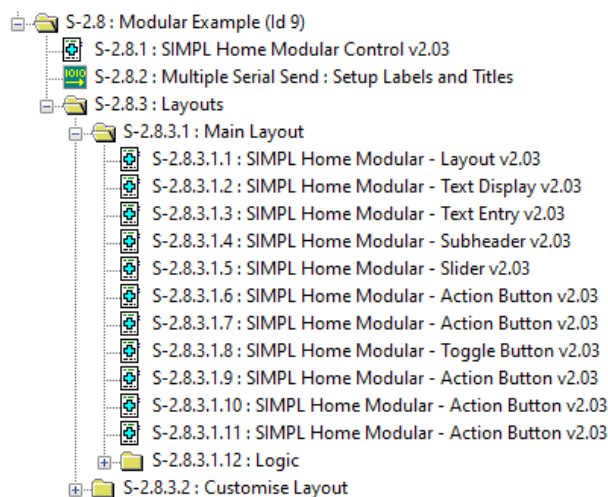 S-2.8 : Modular Example (Id 9)
S-2.8.1 : SIMPL Home Modular Control v2.03
1010 S-2.8.2 : Multiple Serial Send : Setup Labels and Titles
S-2.8.3 : Layouts
S-2.8.3.1 : Main Layout
S-2.8.3.1.1 : SIMPL Home Modular - Layout v2.03
S-2.8.3.1.2 : SIMPL Home Modular - Text Display v2.03
S-2.8.3.1.3 : SIMPL Home Modular - Text Entry v2.03
S-2.8.3.1.4 : SIMPL Home Modular - Subheader v2.03
S-2.8.3.1.5 : SIMPL Home Modular - Slider v2.03
S-2.8.3.1.6 : SIMPL Home Modular - Action Button v2.03
S-2.8.3.1.7 : SIMPL Home Modular - Action Button v2.03
S-2.8.3.1.8 : SIMPL Home Modular - Toggle Button v2.03
S-2.8.3.1.9 : SIMPL Home Modular - Action Button v2.03
S-2.8.3.1.10 : SIMPL Home Modular - Action Button v2.03
S-2.8.3.1.11 : SIMPL Home Modular - Action Button v2.03
S-2.8.3.1.12 : Logic
S-2.8.3.2 : Customise Layout